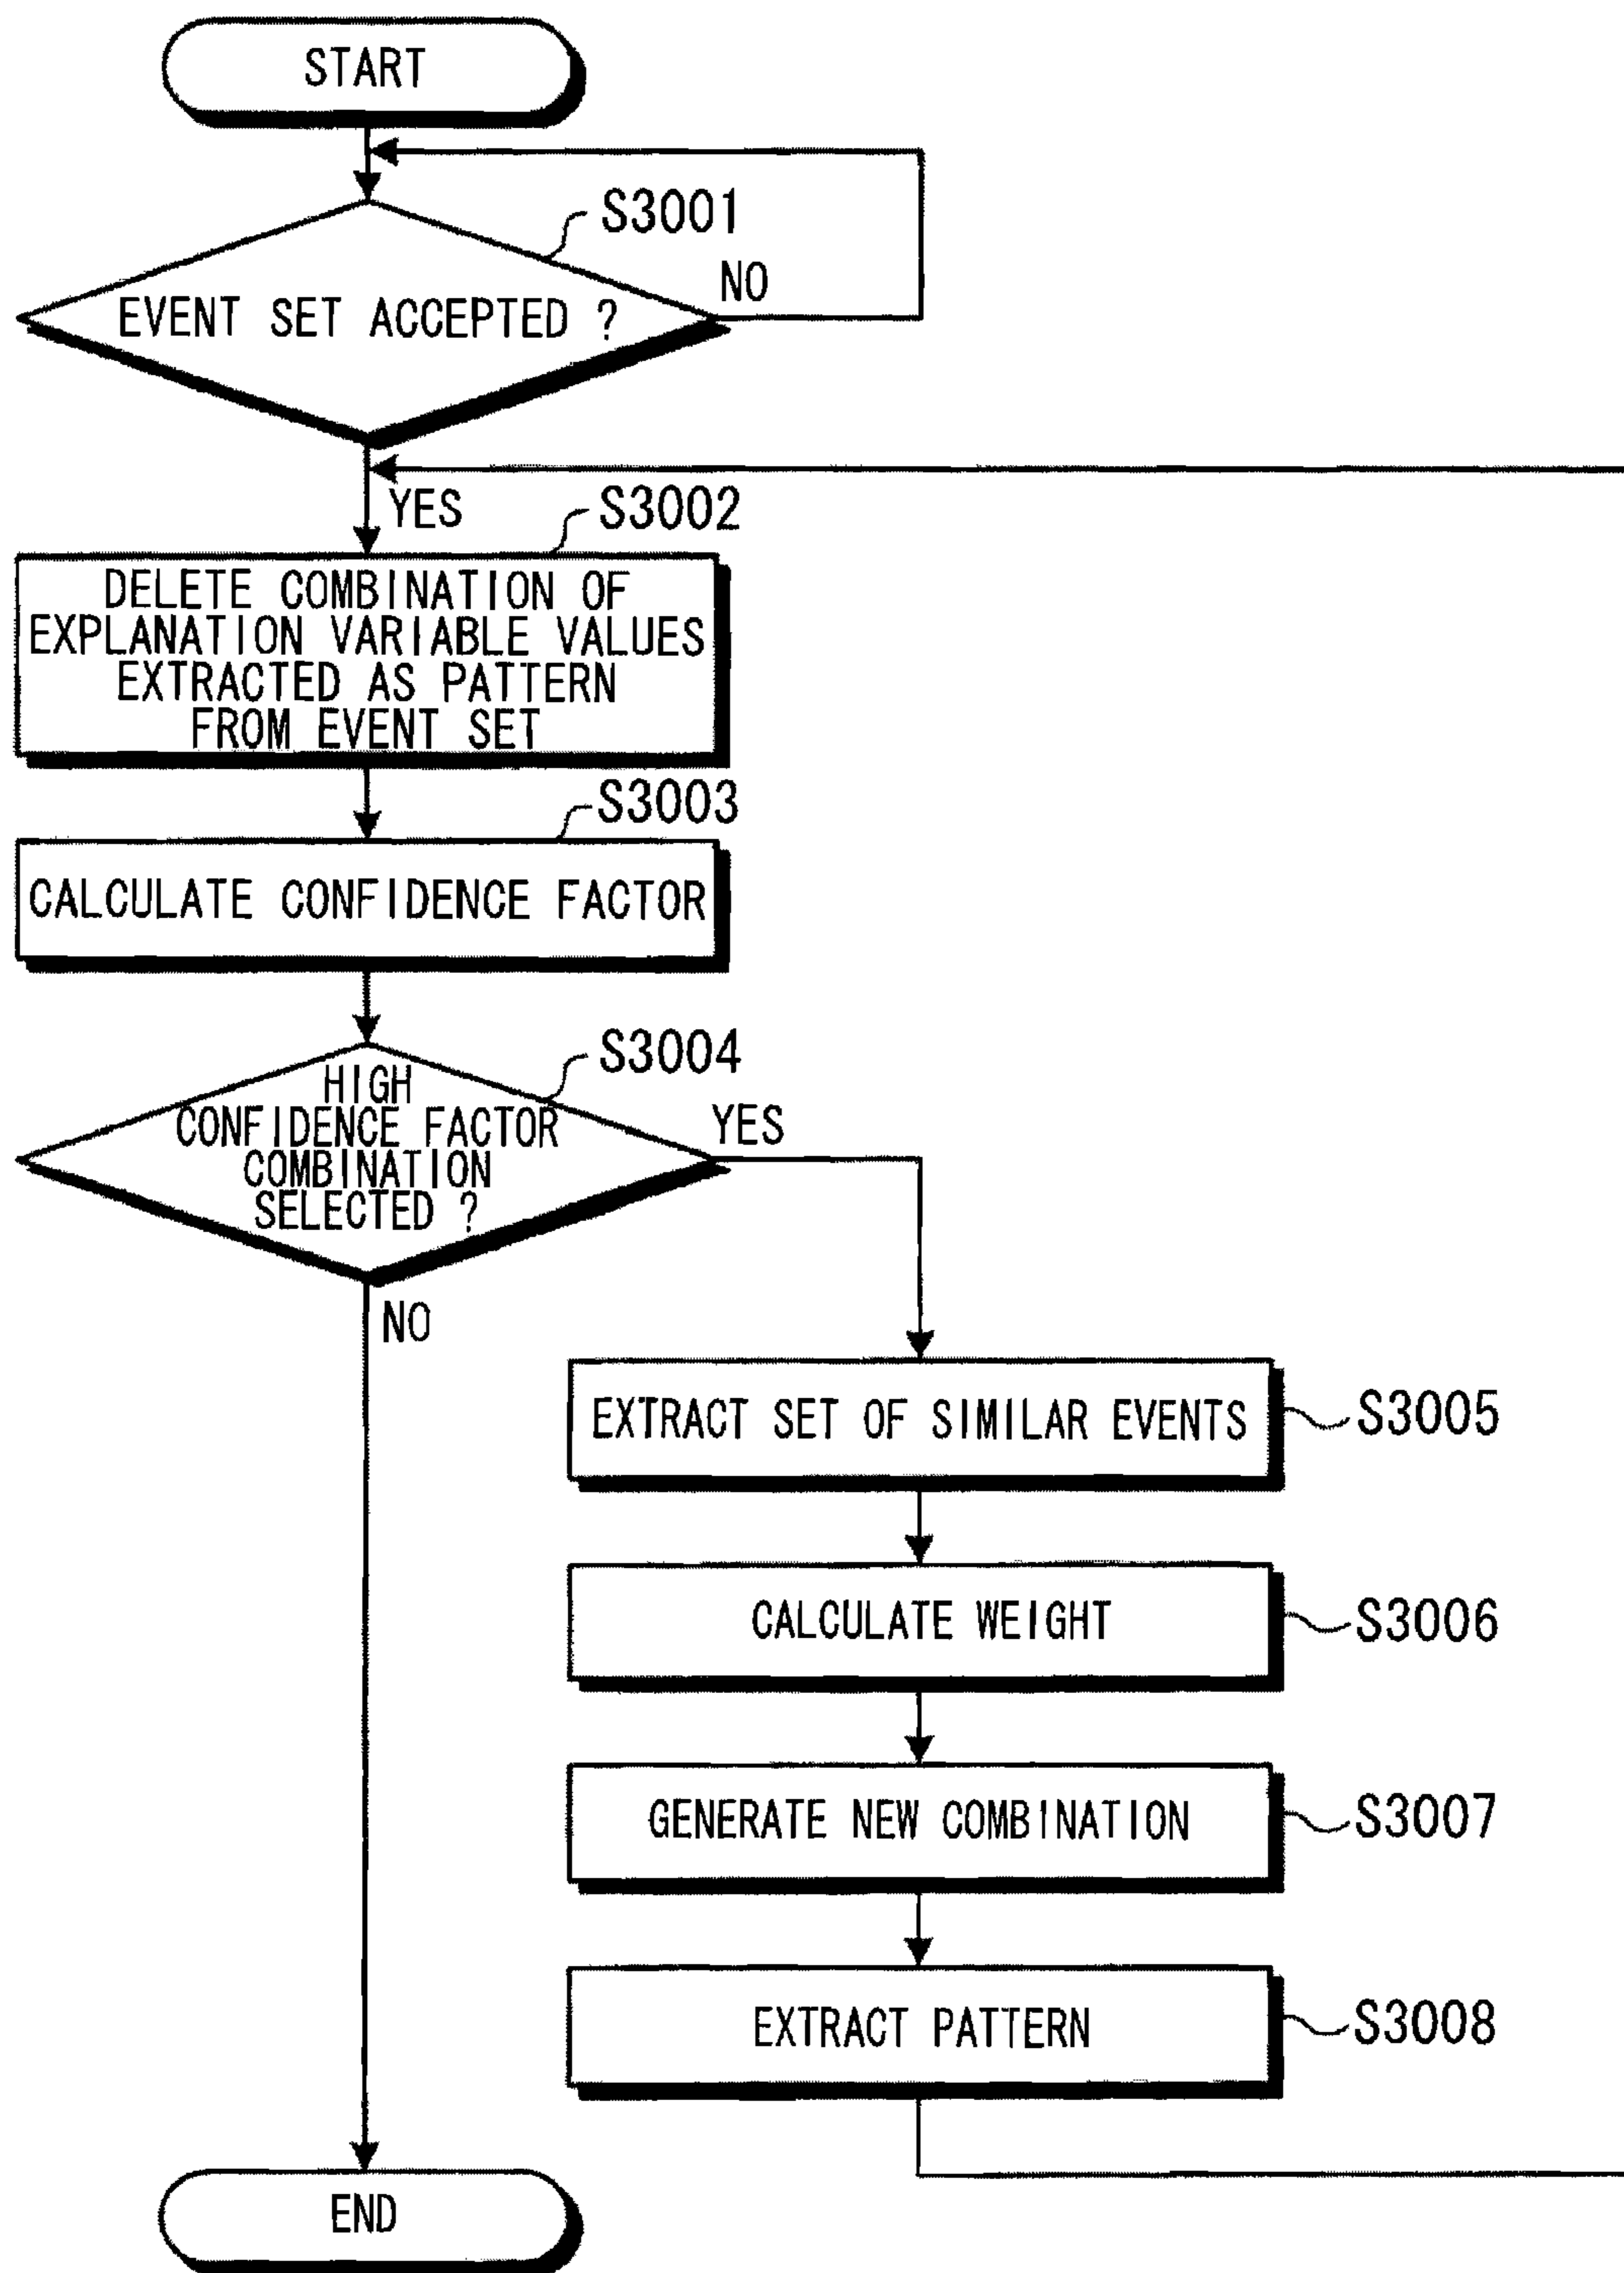 START
S3001
NO
EVENT SET ACCEPTED ?
YES
S3002
DELETE COMBINATION OF
EXPLANATION VARIABLE VALUES
EXTRACTED AS PATTERN
FROM EVENT SET
S3003
CALCULATE CONFIDENCE FACTOR
S3004
HIGH
CONFIDENCE FACTOR
COMBINATION
SELECTED ?
YES
NO
EXTRACT SET OF SIMILAR EVENTS
S3005
CALCULATE WEIGHT
S3006
GENERATE NEW COMBINATION
S3007
EXTRACT PATTERN
S3008
END